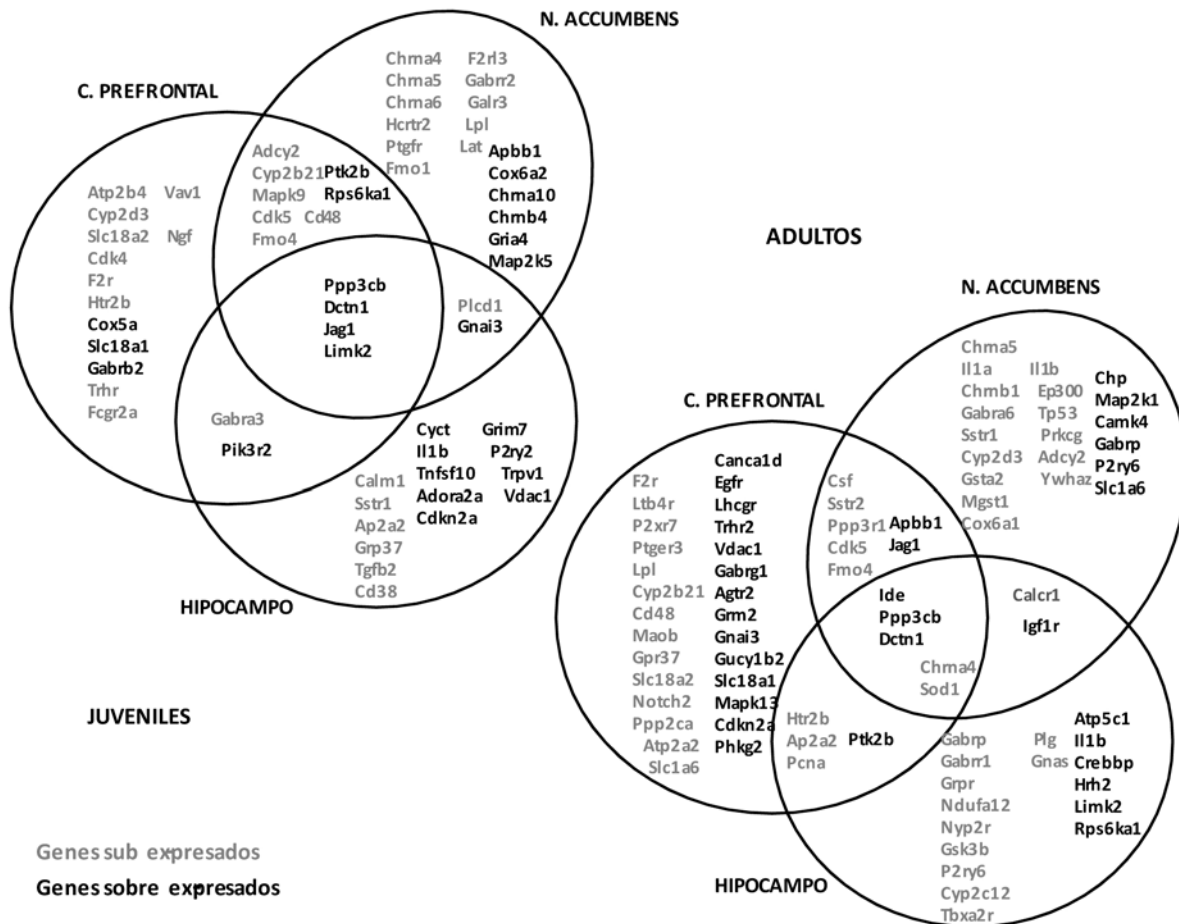 N. ACCUMBENS
Chrna4 F2rl3
Chrna5 Gabrr2
Chrna6 Galr3
Hcrtr2 Lpl
Ptgfr Lat
Fmo1
Apbb1
Cox6a2
Chrna10
Chrnb4
Gria4
Map2k5
C. PREFRONTAL
Adcy2
Cyp2b21 Ptk2b
Mapk9 Rps6ka1
Cdk5 Cd48
Fmo4
Atp2b4 Vav1
Cyp2d3
Slc18a2 Ngf
Cdk4
F2r
Htr2b
Cox5a
Slc18a1
Gabrb2
Trhr
Fcgr2a
Ppp3cb
Dctn1
Jag1
Limk2
Plcd1
Gnai3
Gabra3
Pik3r2
Cyct Grim7
Il1b P2ry2
Tnfsf10 Trpv1
Adora2a Vdac1
Cdkn2a
Calm1
Sstr1
Ap2a2
Grp37
Tgfb2
Cd38
HIPOCAMPO
JUVENILES
ADULTOS
N. ACCUMBENS
Chrna5
Il1a Il1b
Chrnb1 Ep300
Gabra6 Tp53
Sstr1 Prkcg
Cyp2d3 Adcy2
Gsta2 Ywhaz
Mgst1
Cox6a1
Chp
Map2k1
Camk4
Gabrp
P2ry6
Slc1a6
C. PREFRONTAL
F2r
Ltb4r
P2xr7
Ptger3
Lpl
Cyp2b21
Cd48
Maob
Gpr37
Slc18a2
Notch2
Ppp2ca
Atp2a2
Slc1a6
Canca1d
Egfr
Lhcgr
Trhr2
Vdac1
Gabrg1
Agtr2
Grm2
Gnai3
Gucy1b2
Slc18a1
Mapk13
Cdkn2a
Phkg2
Csf
Sstr2
Ppp3r1 Apbb1
Cdk5 Jag1
Fmo4
Ide
Ppp3cb
Dctn1
Chrna4
Sod1
Calcr1
Igf1r
Htr2b
Ap2a2 Ptk2b
Pcna
Gabrp Plg
Gabrr1 Gnas
Grpr
Ndufa12
Nyp2r
Gsk3b
P2ry6
Cyp2c12
Tbxa2r
Atp5c1
Il1b
Crebbp
Hrh2
Limk2
Rps6ka1
HIPOCAMPO
Genes sub expresados
Genes sobre expresados